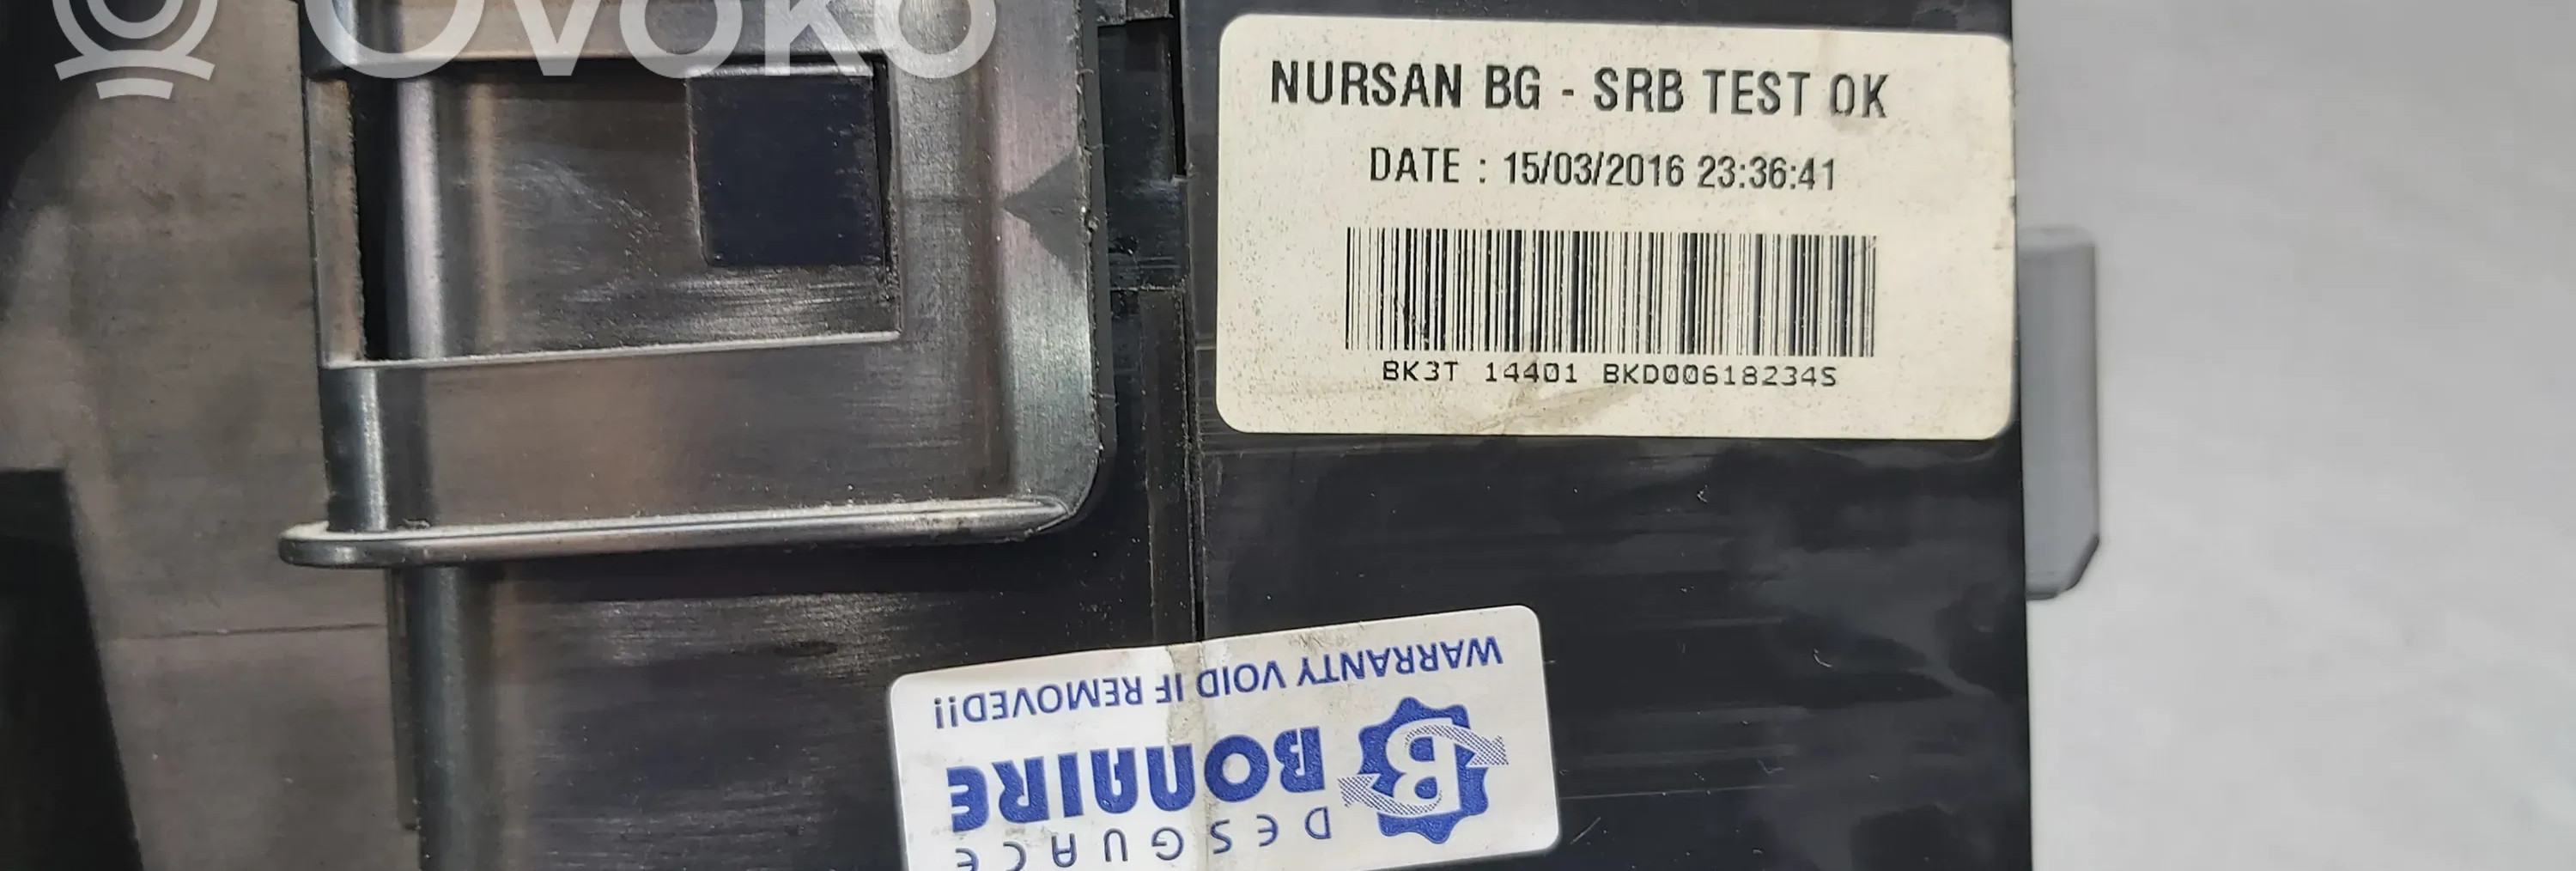 OVOKO
NURSAN BG - SRB TEST OK
DATE : 15/03/2016 23:36:41
BK3T 14401 BKD00618234S
WARRANTY VOID IF REMOVED!!
B BONAIRE
DESGUACE